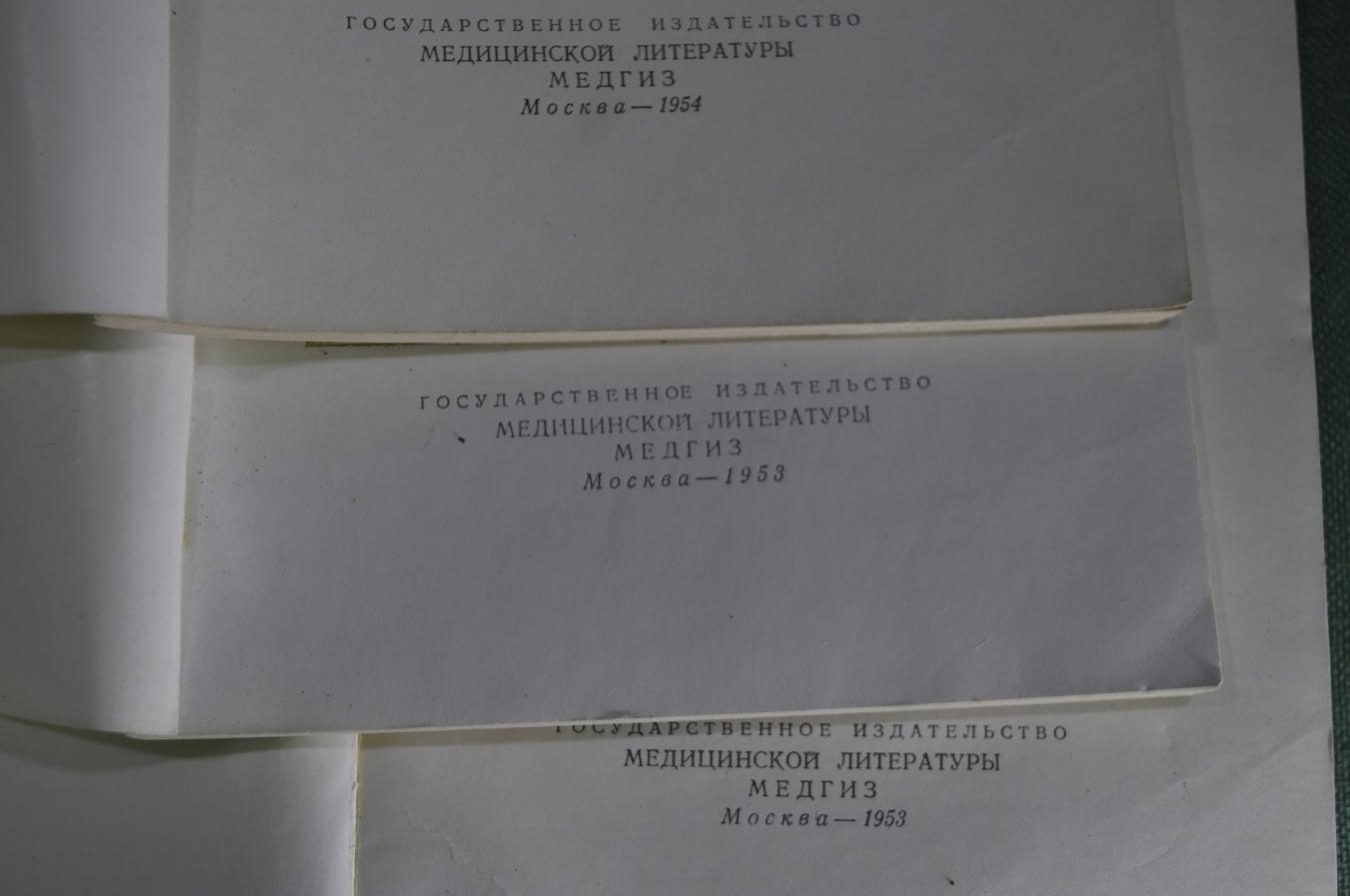 ГОСУДАРСТВЕННОЕ ИЗДАТЕЛЬСТВО
МЕДИЦИНСКОЙ ЛИТЕРАТУРЫ
МЕДГИЗ
Москва — 1954
ГОСУДАРСТВЕННОЕ ИЗДАТЕЛЬСТВО
МЕДИЦИНСКОЙ ЛИТЕРАТУРЫ
МЕДГИЗ
Москва — 1953
ГОСУДАРСТВЕННОЕ ИЗДАТЕЛЬСТВО
МЕДИЦИНСКОЙ ЛИТЕРАТУРЫ
МЕДГИЗ
Москва — 1953